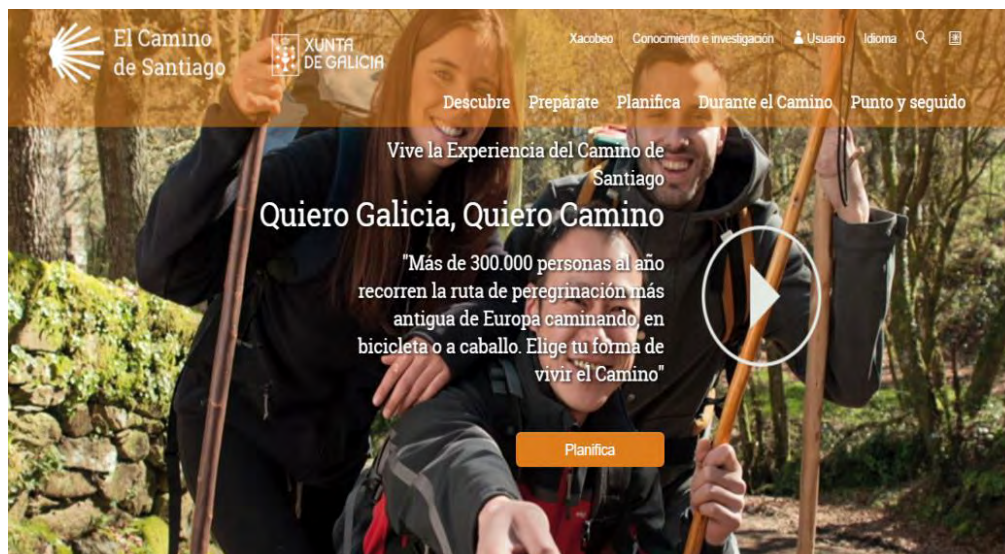 El Camino
de Santiago
XUNTA
DE GALICIA
Xacobeo Conocimiento e investigación Usuario Idioma
Descubre Prepárate Planifica Durante el Camino Punto y seguido
Vive la Experiencia del Camino de
Santiago
Quiero Galicia, Quiero Camino
"Más de 300.000 personas al año
recorren la ruta de peregrinación más
antigua de Europa caminando, en
bicicleta o a caballo. Elige tu forma de
vivir el Camino"
Planifica